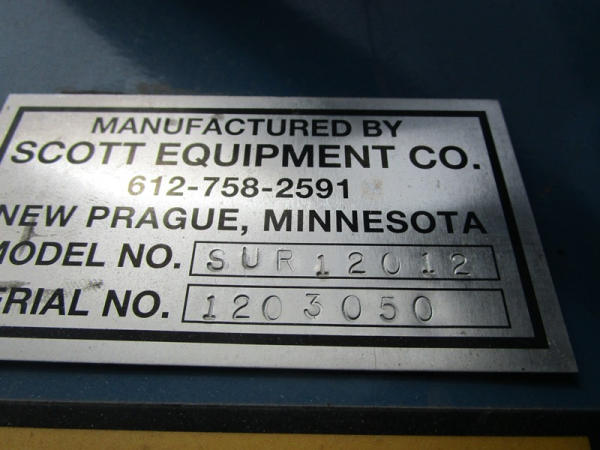 MANUFACTURED BY
SCOTT EQUIPMENT CO.
612-758-2591
NEW PRAGUE, MINNESOTA
MODEL NO. SUR12012
ERIAL NO. 1203050